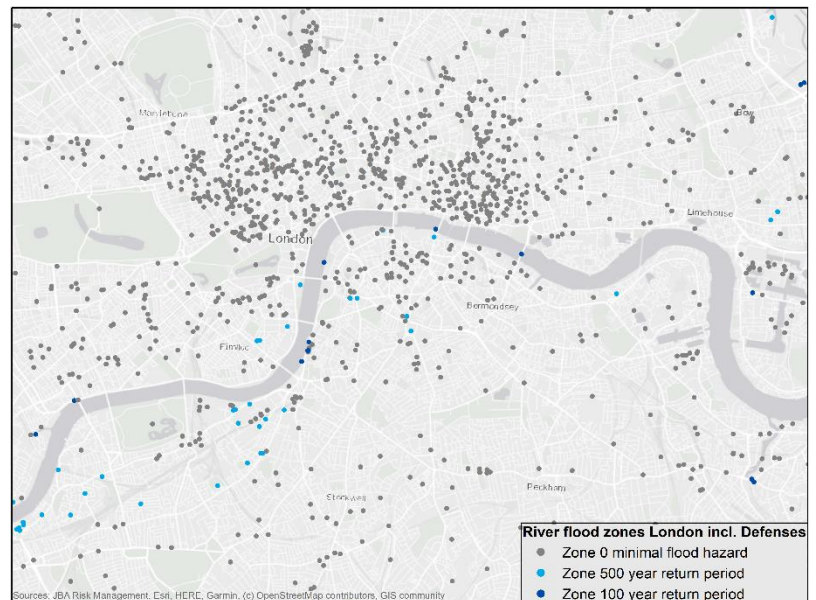 Marylebone
Bow
Limehouse
London
Bermondsey
Pimlico
Stockwell
Peckham
River flood zones London incl. Defenses
Zone 0 minimal flood hazard
Zone 500 year return period
Zone 100 year return period
Sources: JBA Risk Management, Esri, HERE, Garmin, (c) OpenStreetMap contributors, GIS community